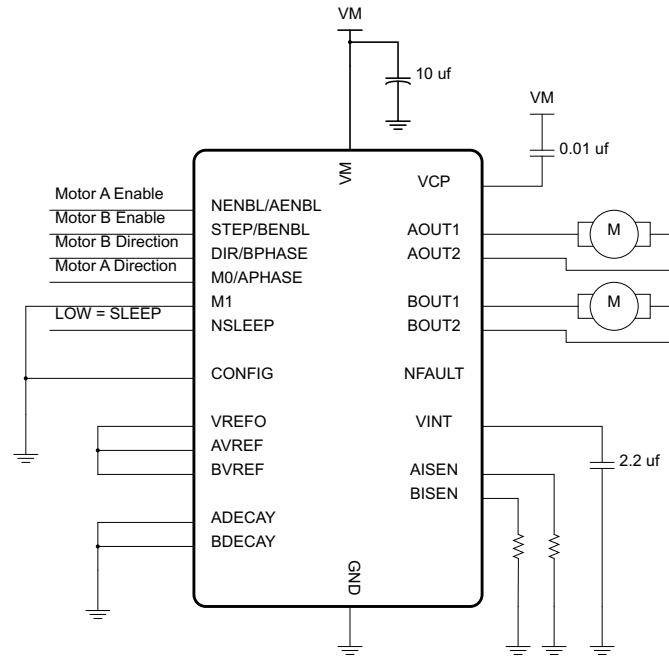 VM
10 uf
VM
0.01 uf
VM
VCP
Motor A Enable
NENBL/AENBL
Motor B Enable
STEP/BENBL
AOUT1
M
Motor B Direction
DIR/BPHASE
AOUT2
Motor A Direction
M0/APHASE
M1
BOUT1
M
LOW = SLEEP
NSLEEP
BOUT2
CONFIG
NFAULT
VREFO
VINT
AVREF
2.2 uf
BVREF
AISEN
BISEN
ADECAY
BDECAY
GND